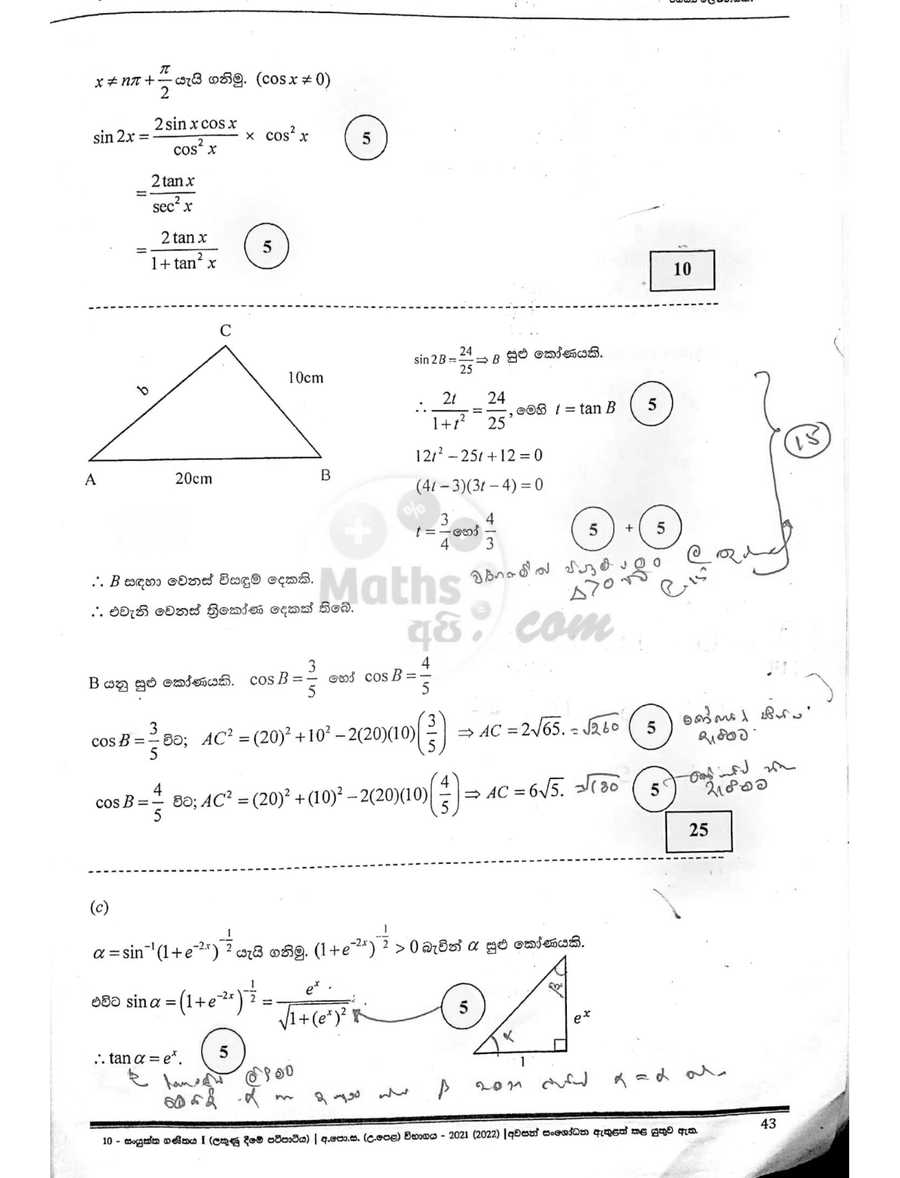 x ≠ nπ + π/2 යැයි ගනිමු. (cos x ≠ 0)
sin 2x = 2 sin x cos x / cos² x × cos² x 5
= 2 tan x / sec² x
= 2 tan x / 1 + tan² x 5
10
C
b
10cm
A
20cm
B
sin 2B = 24/25 ⇒ B සුළු කෝණයකි.
∴ 2t / 1 + t² = 24/25, මෙහි t = tan B 5
15
12t² − 25t + 12 = 0
(4t − 3)(3t − 4) = 0
t = 3/4 හෝ 4/3 5 + 5
∴ B සඳහා වෙනස් විසඳුම් දෙකකි.
∴ එවැනි වෙනස් ත්‍රිකෝණ දෙකක් තිබේ.
Maths
අපි. com
B යනු සුළු කෝණයකි. cos B = 3/5 හෝ cos B = 4/5
cos B = 3/5 විට; AC² = (20)² + 10² − 2(20)(10)(3/5) ⇒ AC = 2√65. = √260 5
cos B = 4/5 විට; AC² = (20)² + (10)² − 2(20)(10)(4/5) ⇒ AC = 6√5. = √180 5
25
(c)
α = sin⁻¹(1 + e⁻²ˣ)^(−1/2) යැයි ගනිමු. (1 + e⁻²ˣ)^(−1/2) > 0 බැවින් α සුළු කෝණයකි.
එවිට sin α = (1 + e⁻²ˣ)^(−1/2) = eˣ / √1 + (eˣ)² 5
β
α
eˣ
1
∴ tan α = eˣ. 5
43
10 - සංයුක්ත ගණිතය I (ලකුණු දීමේ පටිපාටිය) | අ.පො.ස. (උ.පෙළ) විභාගය - 2021 (2022) | අවසන් සංශෝධන ඇතුළත් කළ යුතුව ඇත.